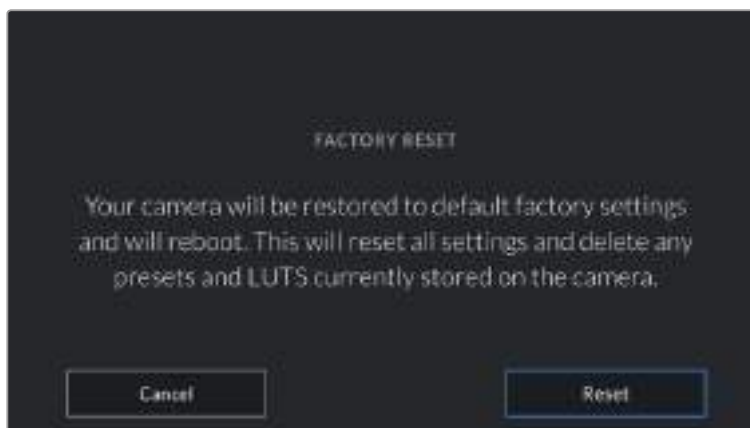 FACTORY RESET
Your camera will be restored to default factory settings
and will reboot. This will reset all settings and delete any
presets and LUTS currently stored on the camera.
Cancel
Reset